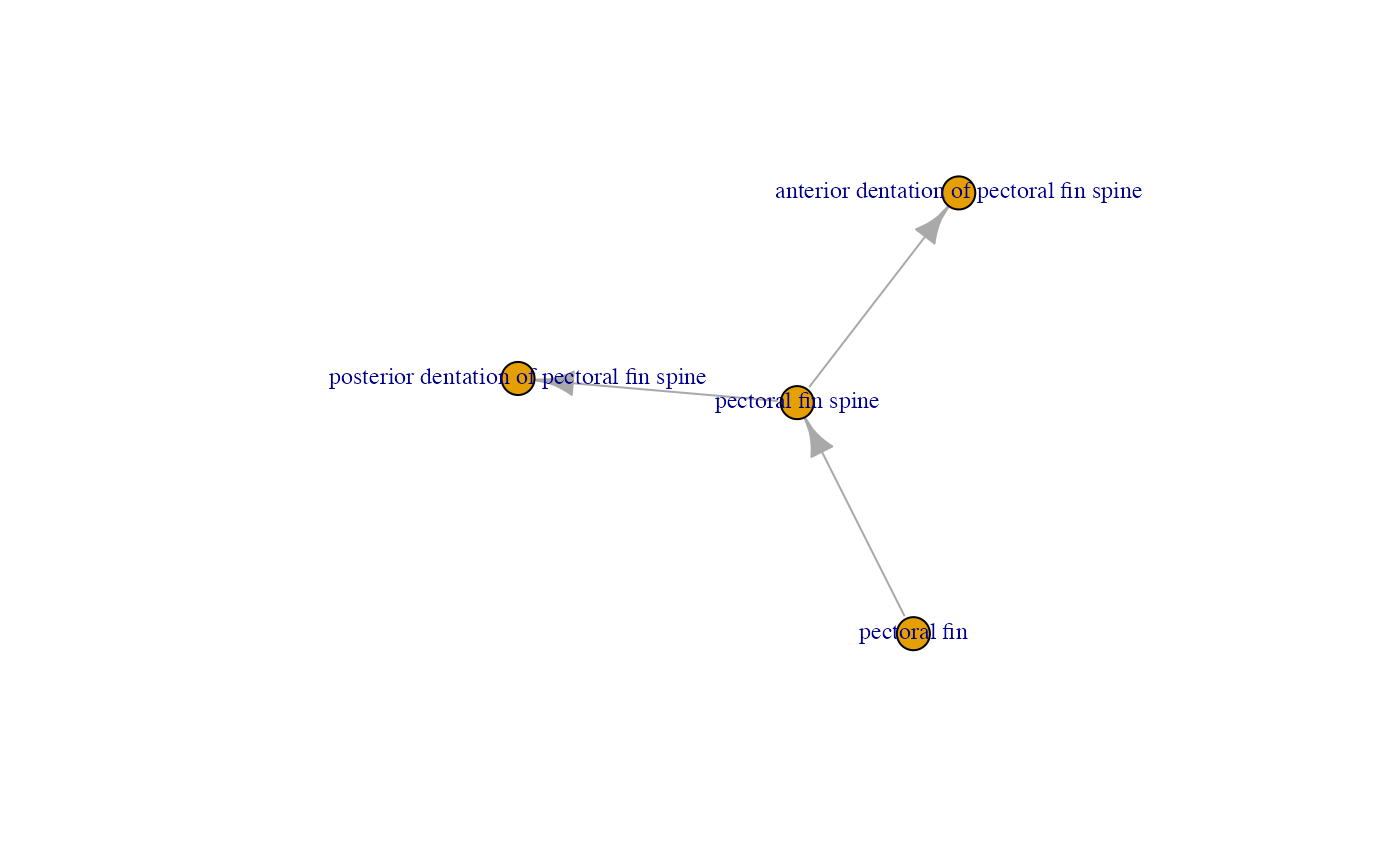 anterior dentation of pectoral fin spine
posterior dentation of pectoral fin spine
pectoral fin spine
pectoral fin